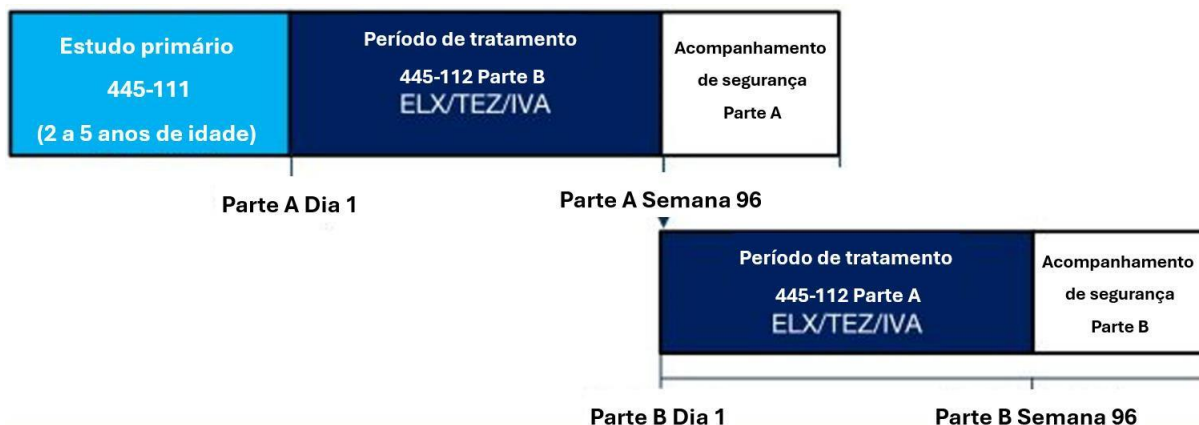 Estudo primário
445-111
(2 a 5 anos de idade)
Período de tratamento
445-112 Parte B
ELX/TEZ/IVA
Acompanhamento
de segurança
Parte A
Parte A Dia 1
Parte A Semana 96
Período de tratamento
445-112 Parte A
ELX/TEZ/IVA
Acompanhamento
de segurança
Parte B
Parte B Dia 1
Parte B Semana 96